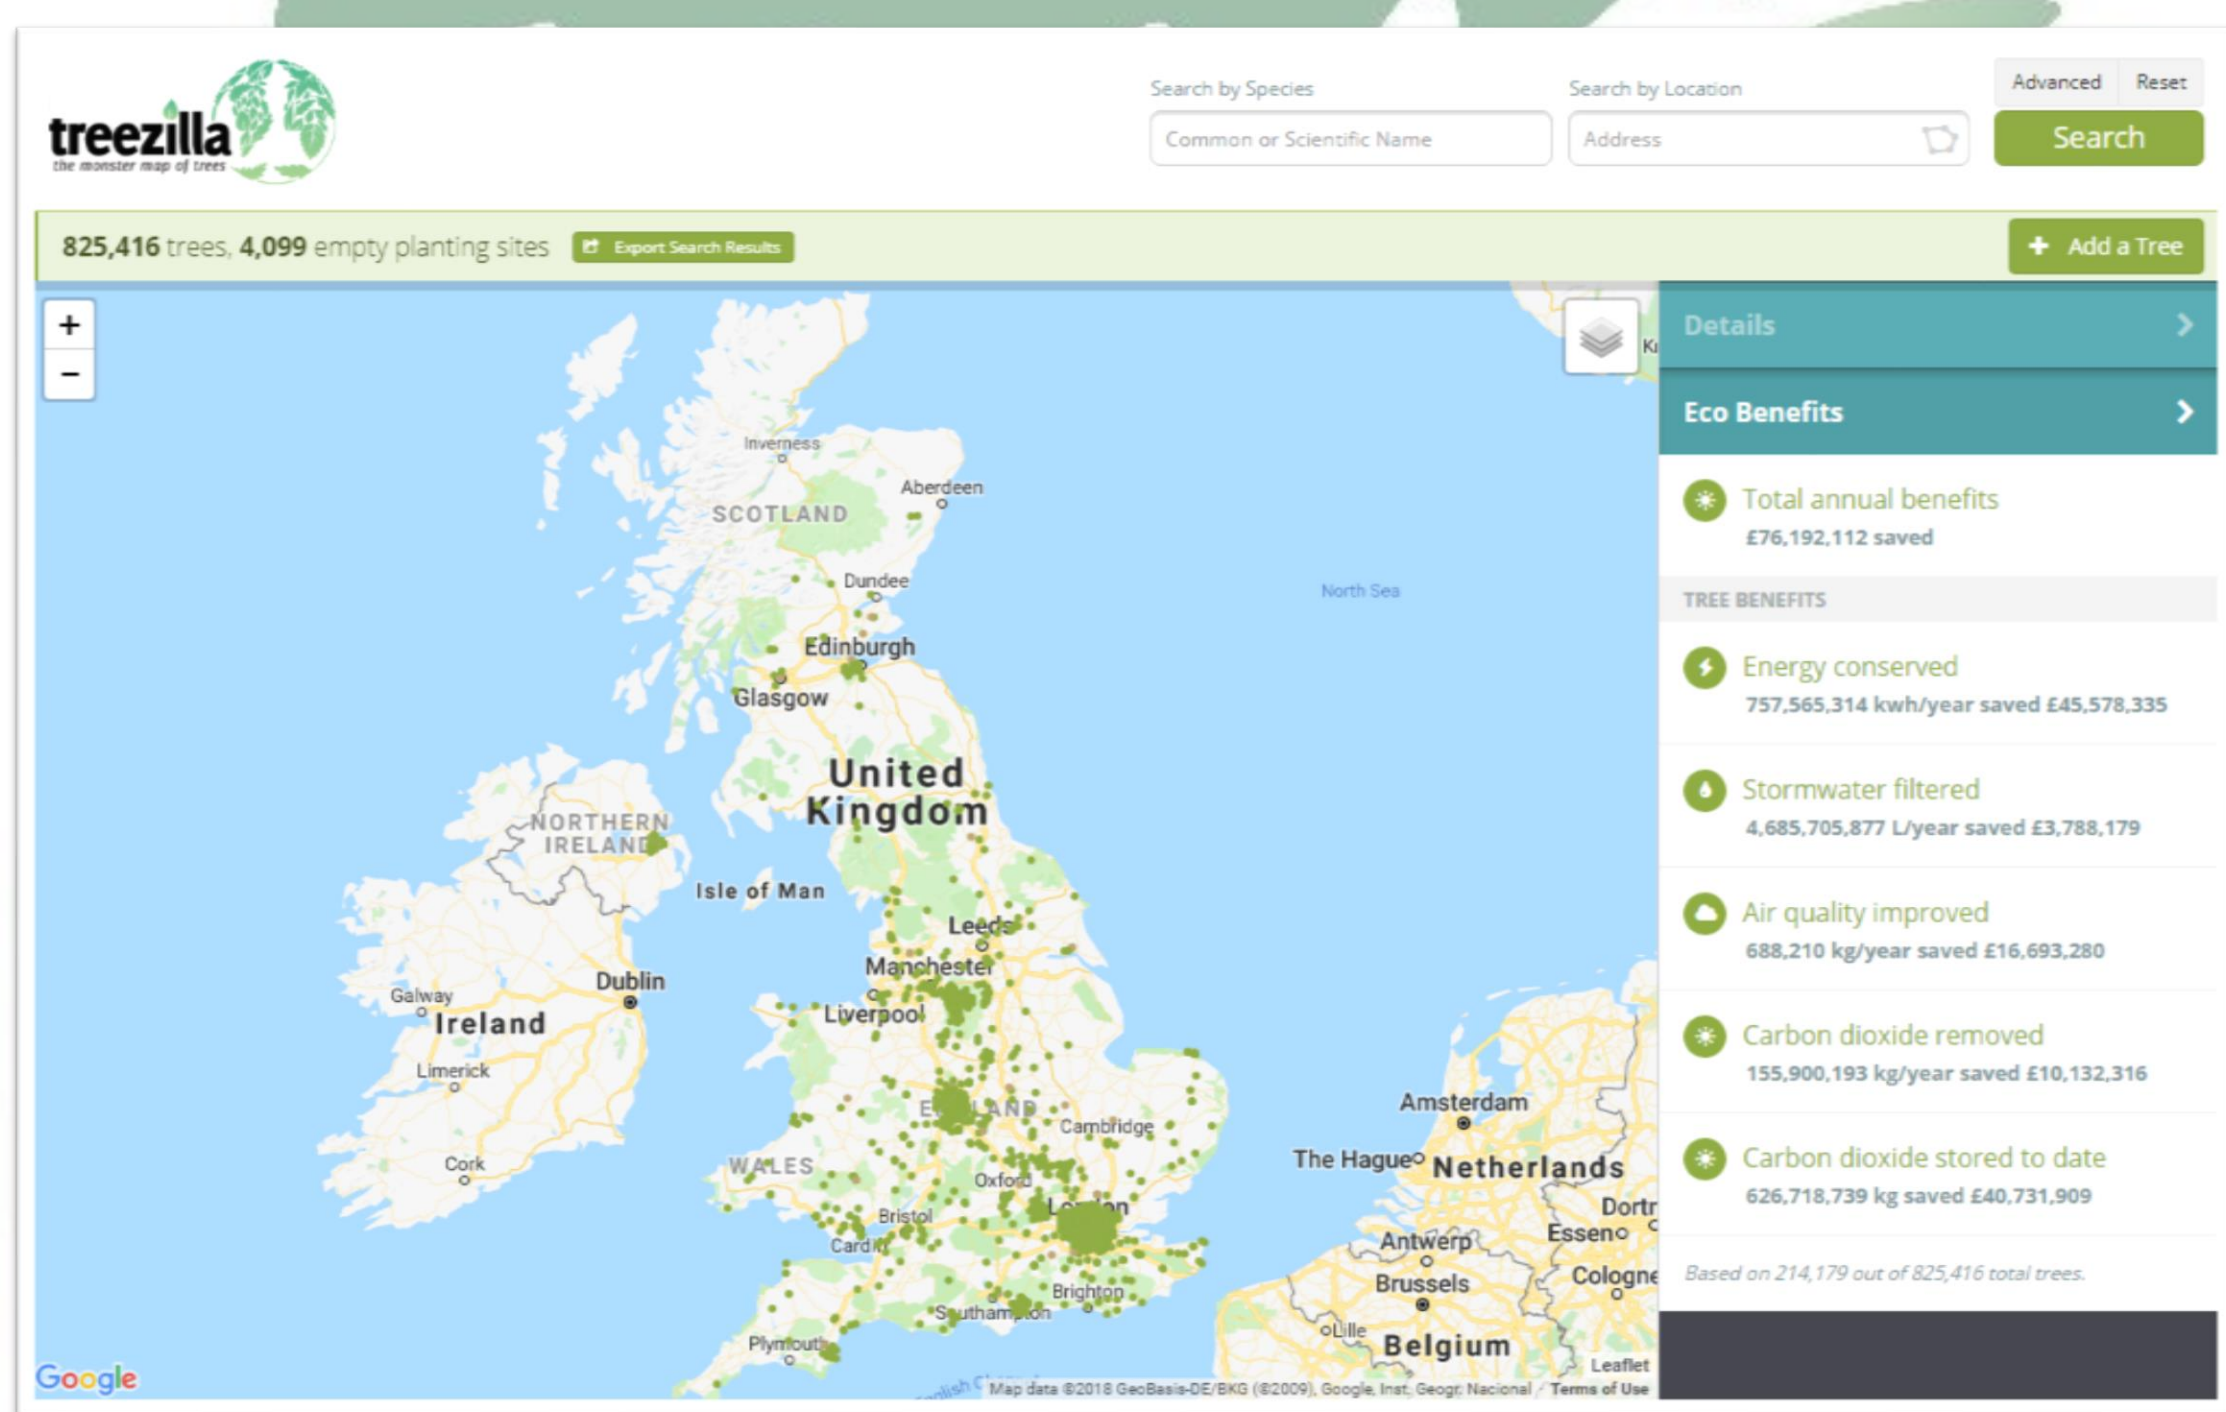 treezilla
the monster map of trees
Search by Species
Common or Scientific Name
Search by Location
Address
Advanced
Reset
Search
825,416 trees, 4,099 empty planting sites
Export Search Results
+ Add a Tree
+
−
Inverness
Aberdeen
SCOTLAND
Dundee
North Sea
Edinburgh
Glasgow
United
Kingdom
NORTHERN
IRELAND
Isle of Man
Leeds
Manchester
Dublin
Galway
Liverpool
Ireland
Limerick
ENGLAND
Amsterdam
Cambridge
The Hague
Netherlands
Cork
WALES
Oxford
London
Dortr
Bristol
Essen
Cardiff
Antwerp
Cologne
Brussels
Brighton
Southampton
Lille
Belgium
Plymouth
Google
Leaflet
Map data ©2018 GeoBasis-DE/BKG (©2009), Google, Inst. Geogr. Nacional
Terms of Use
Details
Eco Benefits
Total annual benefits
£76,192,112 saved
TREE BENEFITS
Energy conserved
757,565,314 kwh/year saved £45,578,335
Stormwater filtered
4,685,705,877 L/year saved £3,788,179
Air quality improved
688,210 kg/year saved £16,693,280
Carbon dioxide removed
155,900,193 kg/year saved £10,132,316
Carbon dioxide stored to date
626,718,739 kg saved £40,731,909
Based on 214,179 out of 825,416 total trees.